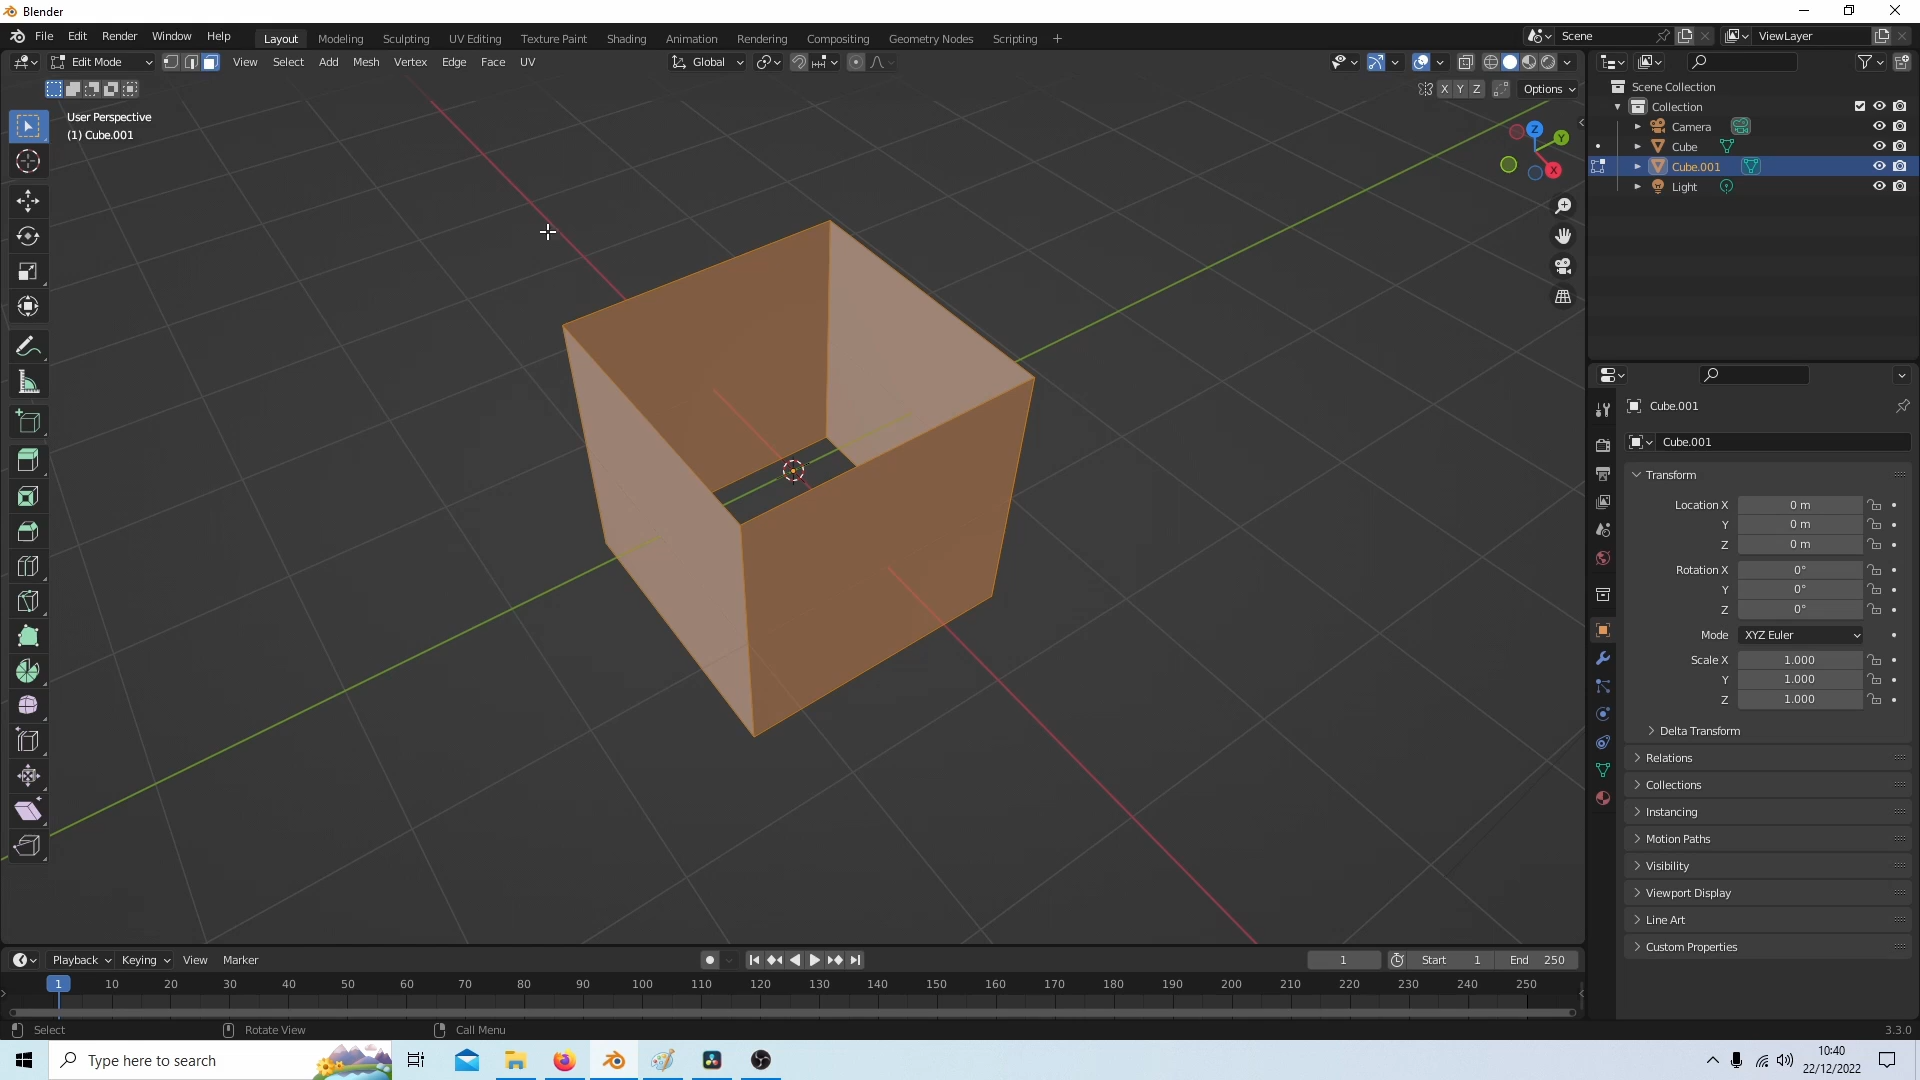 Blender
File Edit Render Window Help Layout Modeling Sculpting UV Editing Texture Paint Shading Animation Rendering Compositing Geometry Nodes Scripting + Scene ViewLayer
Edit Mode View Select Add Mesh Vertex Edge Face UV Global
X Y Z Options
User Perspective
(1) Cube.001
Z
Y
X
Scene Collection
Collection
Camera
Cube
Cube.001
Light
Cube.001
Cube.001
Transform
Location X 0 m
Y 0 m
Z 0 m
Rotation X 0°
Y 0°
Z 0°
Mode XYZ Euler
Scale X 1.000
Y 1.000
Z 1.000
Delta Transform
Relations
Collections
Instancing
Motion Paths
Visibility
Viewport Display
Line Art
Custom Properties
Playback Keying View Marker 1 Start 1 End 250
1 10 20 30 40 50 60 70 80 90 100 110 120 130 140 150 160 170 180 190 200 210 220 230 240 250
Select Rotate View Call Menu 3.3.0
Type here to search
10:40
22/12/2022